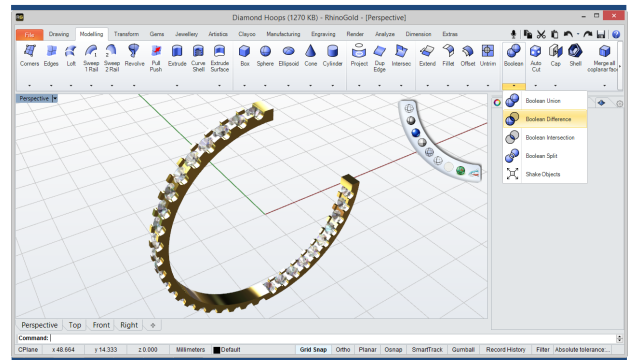 RG
Diamond Hoops (1270 KB) - RhinoGold - [Perspective]
File Drawing Modelling Transform Gems Jewellery Artistics Clayoo Manufacturing Engraving Render Analyze Dimension Extras
Corners Edges Loft Sweep 1 Rail Sweep 2 Rail Revolve Pull Push Extrude Curve Shell Extrude Surface Box Sphere Ellipsoid Cone Cylinder Project Dup Edge Intersec Extend Fillet Offset Untrim Boolean Auto Cut Cap Shell Merge all coplanar face
Perspective
Boolean Union
Boolean Difference
Boolean Intersection
Boolean Split
Shake Objects
Perspective Top Front Right
Command:
CPlane x 48.664 y 14.333 z 0.000 Millimeters Default Grid Snap Ortho Planar Osnap SmartTrack Gumball Record History Filter Absolute tolerance:...